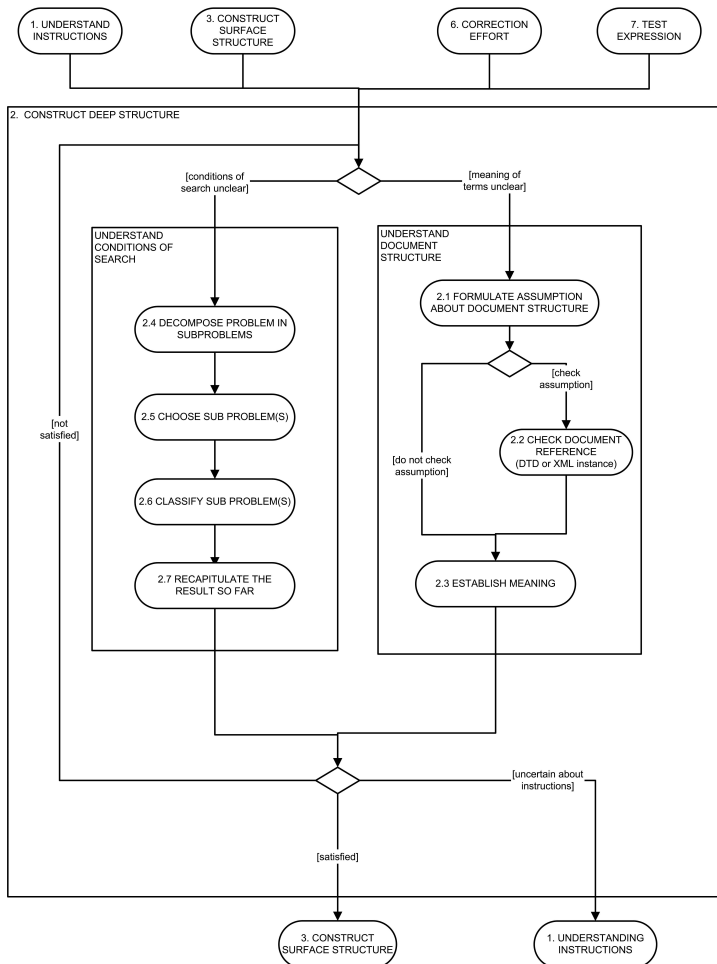 1. UNDERSTAND
INSTRUCTIONS
3. CONSTRUCT
SURFACE
STRUCTURE
6. CORRECTION
EFFORT
7. TEST
EXPRESSION
2. CONSTRUCT DEEP STRUCTURE
[conditions of
search unclear]
[meaning of
terms unclear]
UNDERSTAND
CONDITIONS OF
SEARCH
UNDERSTAND
DOCUMENT
STRUCTURE
2.4 DECOMPOSE PROBLEM IN
SUBPROBLEMS
2.5 CHOOSE SUB PROBLEM(S)
2.6 CLASSIFY SUB PROBLEM(S)
2.7 RECAPITULATE THE
RESULT SO FAR
2.1 FORMULATE ASSUMPTION
ABOUT DOCUMENT STRUCTURE
[check
assumption]
2.2 CHECK DOCUMENT
REFERENCE
(DTD or XML instance)
[do not check
assumption]
2.3 ESTABLISH MEANING
[not
satisfied]
[uncertain about
instructions]
[satisfied]
3. CONSTRUCT
SURFACE STRUCTURE
1. UNDERSTANDING
INSTRUCTIONS